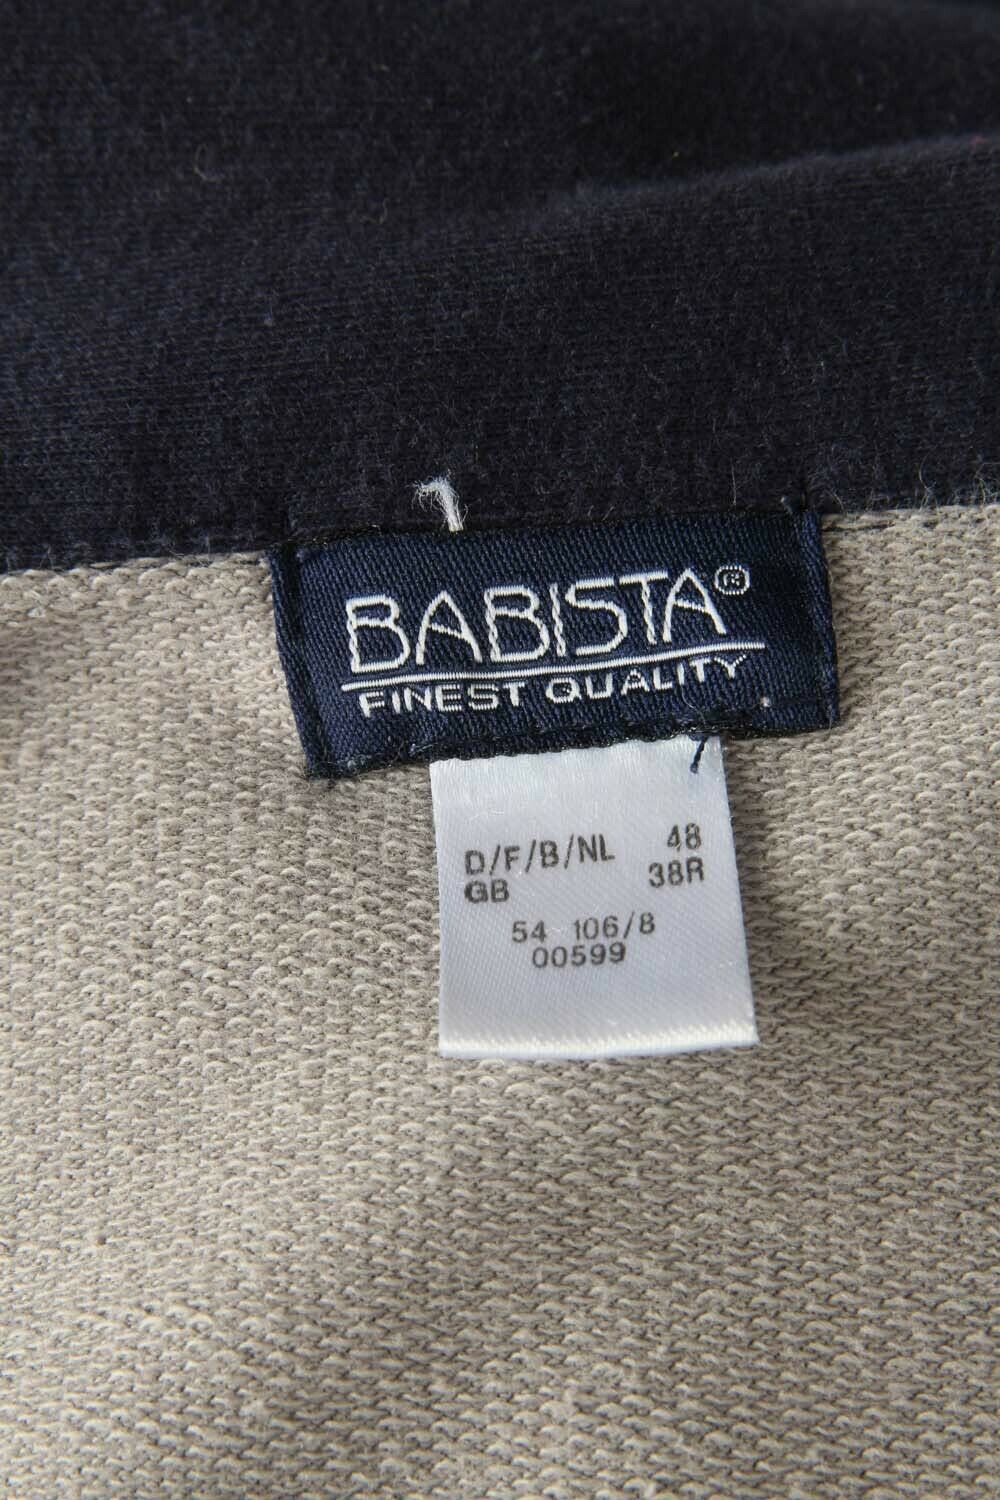 BABISTA®
FINEST QUALITY
D/F/B/NL 48
GB 38R
54 106/8
00599